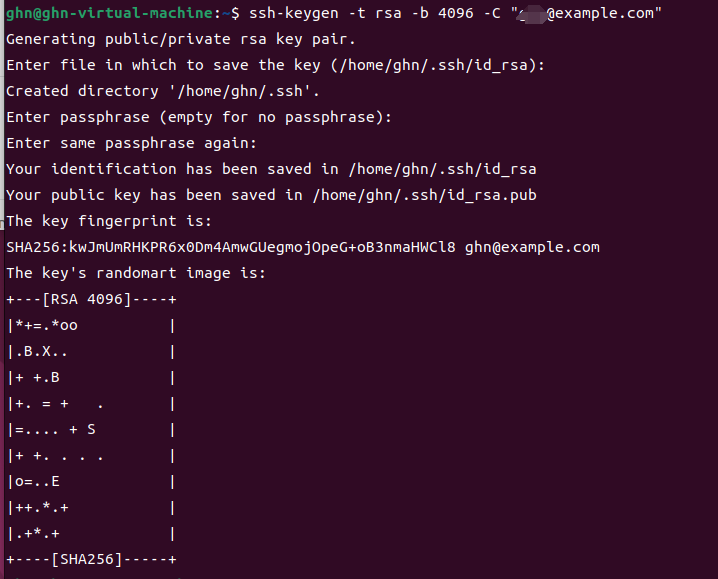 ghn@ghn-virtual-machine:~$ ssh-keygen -t rsa -b 4096 -C "@example.com"
Generating public/private rsa key pair.
Enter file in which to save the key (/home/ghn/.ssh/id_rsa):
Created directory '/home/ghn/.ssh'.
Enter passphrase (empty for no passphrase):
Enter same passphrase again:
Your identification has been saved in /home/ghn/.ssh/id_rsa
Your public key has been saved in /home/ghn/.ssh/id_rsa.pub
The key fingerprint is:
SHA256:kwJmUmRHKPR6x0Dm4AmwGUegmojOpeG+oB3nmaHWCl8 ghn@example.com
The key's randomart image is:
+---[RSA 4096]----+
|*+=.*oo          |
|.B.X..           |
|+ +.B            |
|+. = +   .       |
|=.... + S        |
|+ +. . . .       |
|o=..E            |
|++.*.+           |
|.+*.+            |
+----[SHA256]-----+